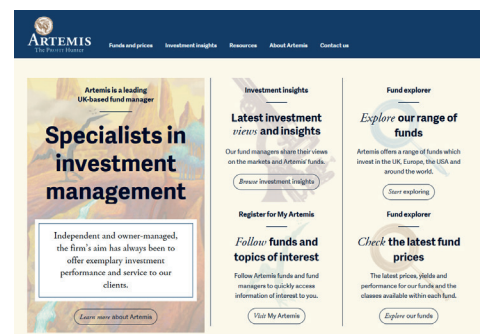 ARTEMIS
The PROFIT Hunter
Funds and prices
Investment insights
Resources
About Artemis
Contact us
Artemis is a leading
UK-based fund manager
Specialists in
investment
management
Independent and owner-managed,
the firm's aim has always been to
offer exemplary investment
performance and service to our
clients.
Learn more about Artemis
Investment insights
Latest investment
views and insights
Our fund managers share their views
on the markets and Artemis' funds.
Browse investment insights
Fund explorer
Explore our range of
funds
Artemis offers a range of funds which
invest in the UK, Europe, the USA and
around the world.
Start exploring
Register for My Artemis
Follow funds and
topics of interest
Follow Artemis funds and fund
managers to quickly access
information of interest to you.
Visit My Artemis
Fund explorer
Check the latest fund
prices
The latest prices, yields and
performance for our funds and the
classes available within each fund.
Explore our funds